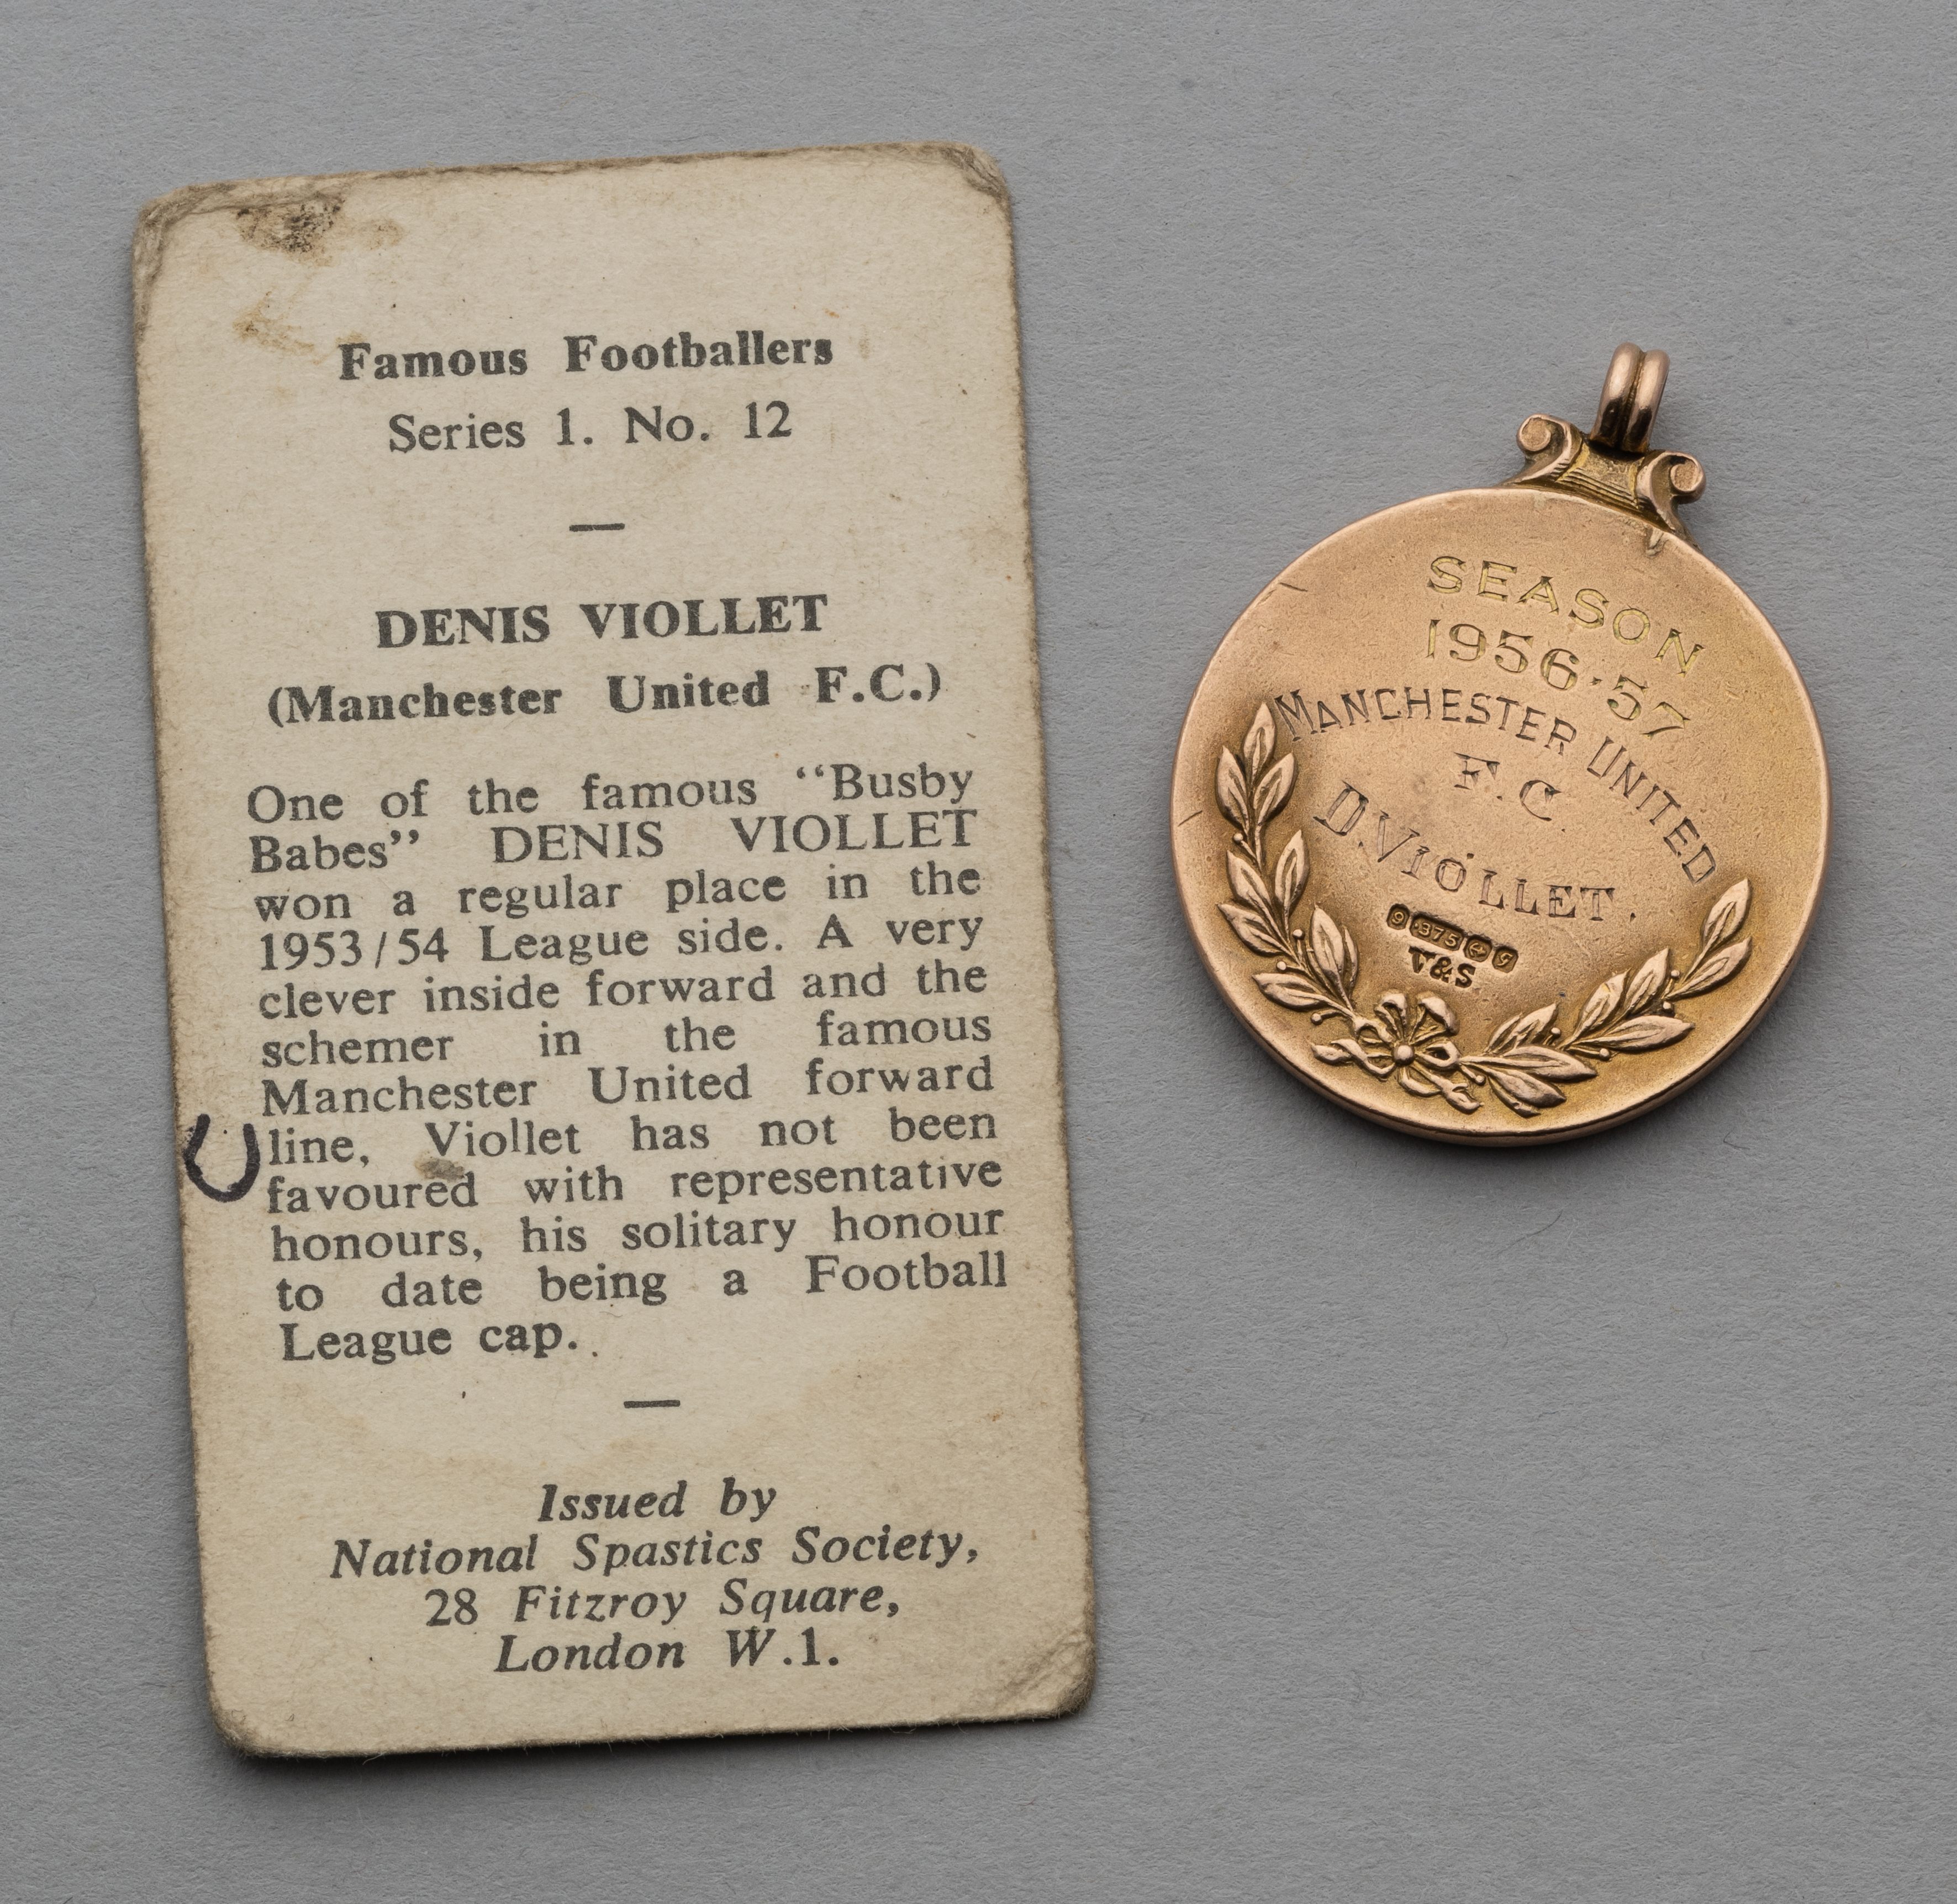 Famous Footballers
Series 1. No. 12
—
DENIS VIOLLET
(Manchester United F.C.)
One of the famous “Busby
Babes” DENIS VIOLLET
won a regular place in the
1953/54 League side. A very
clever inside forward and the
schemer in the famous
Manchester United forward
line, Viollet has not been
favoured with representative
honours, his solitary honour
to date being a Football
League cap.
—
Issued by
National Spastics Society,
28 Fitzroy Square,
London W.1.
SEASON
1956·57
MANCHESTER UNITED
F.C.
D.VIOLLET.
9 .375
V&S